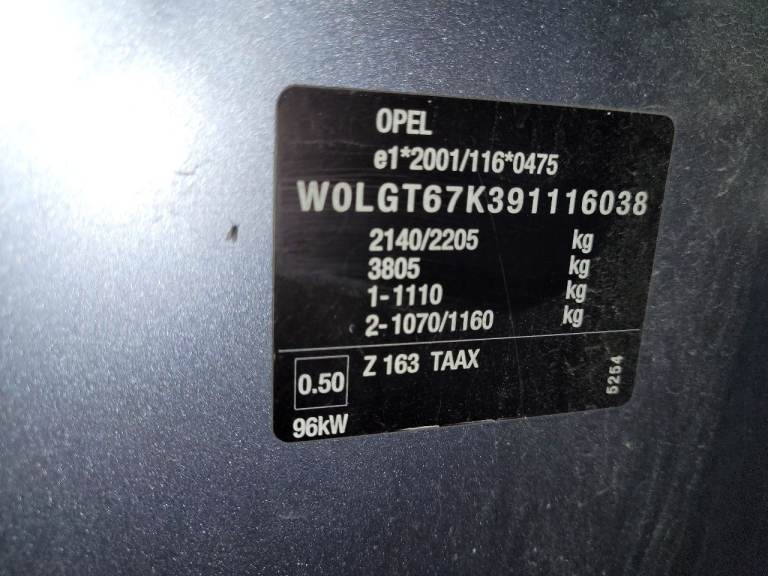 OPEL
e1*2001/116*0475
W0LGT67K391116038
2140/2205 kg
3805 kg
1-1110 kg
2-1070/1160 kg
0.50 Z 163 TAAX
96kW
5254